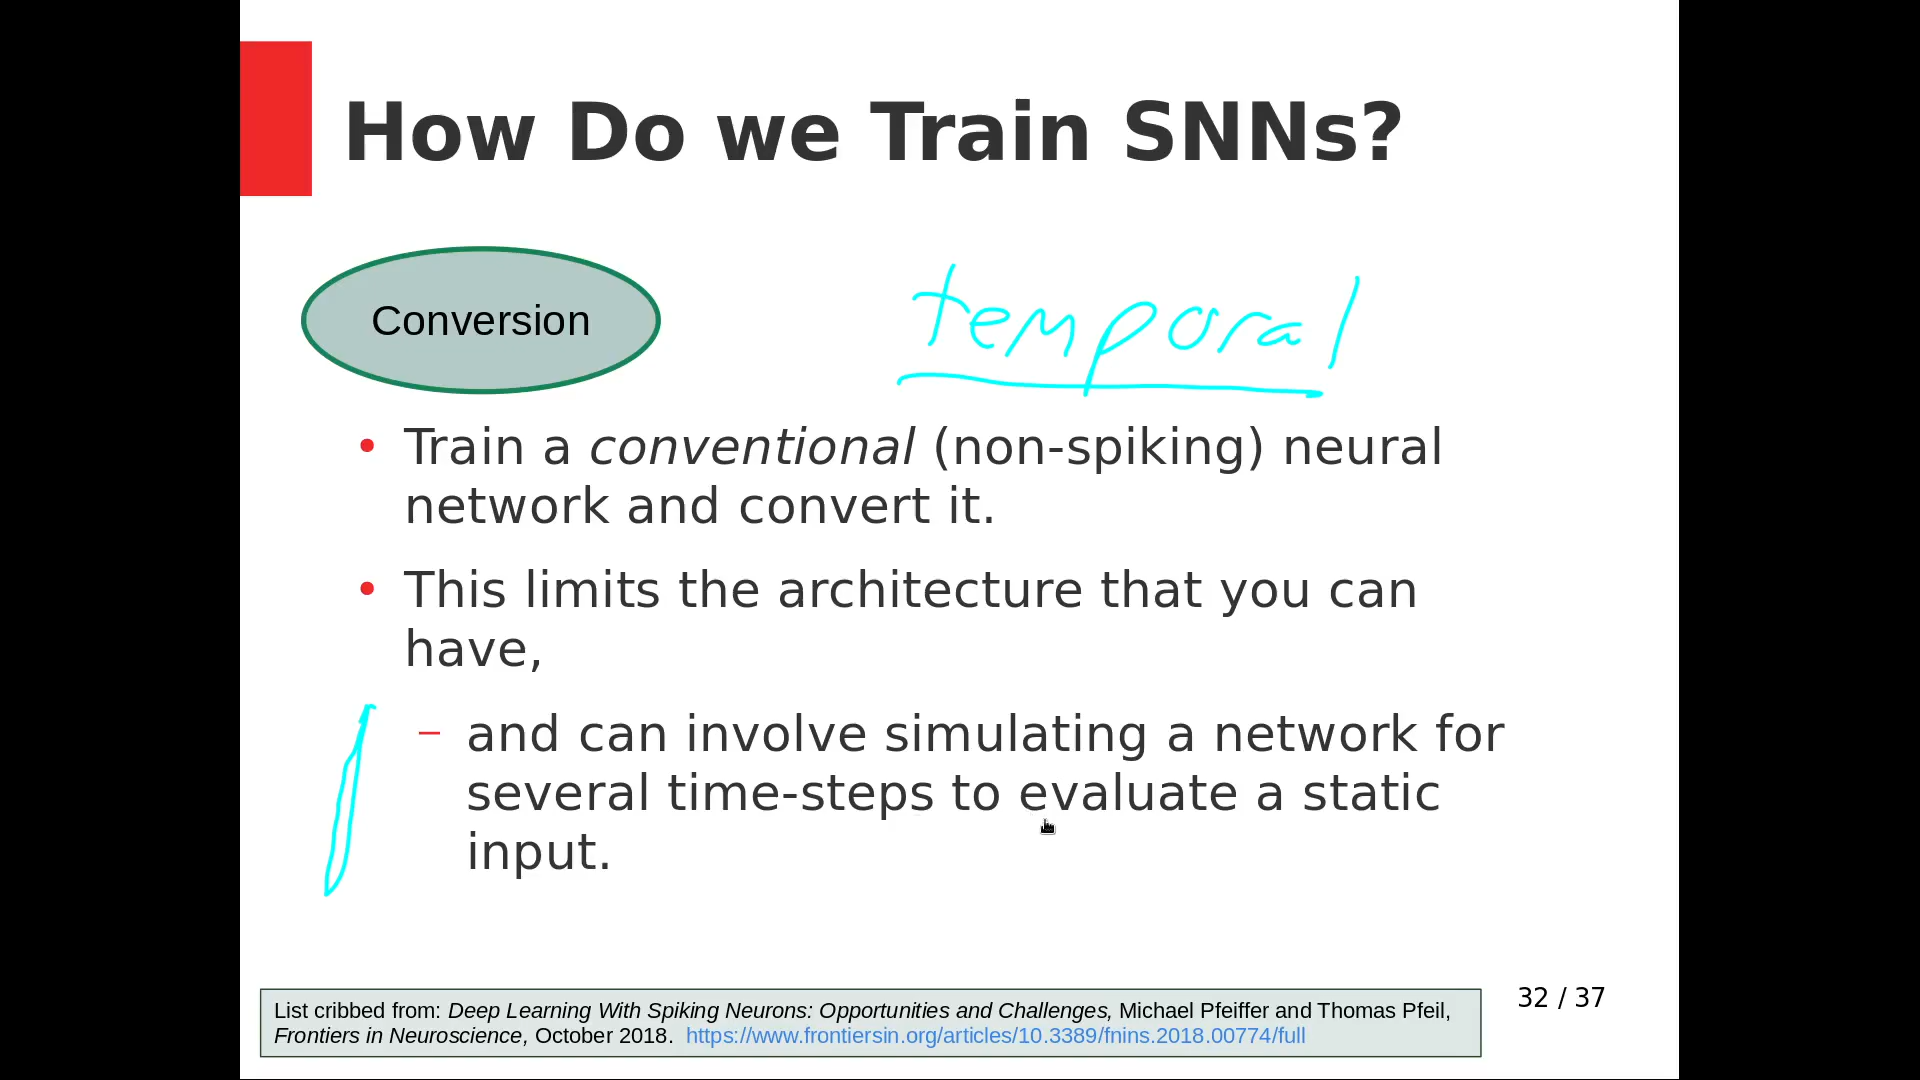 How Do we Train SNNs?
Conversion
temporal
• Train a conventional (non-spiking) neural
network and convert it.
• This limits the architecture that you can
have,
– and can involve simulating a network for
several time-steps to evaluate a static
input.
List cribbed from: Deep Learning With Spiking Neurons: Opportunities and Challenges, Michael Pfeiffer and Thomas Pfeil,
Frontiers in Neuroscience, October 2018. https://www.frontiersin.org/articles/10.3389/fnins.2018.00774/full
32 / 37